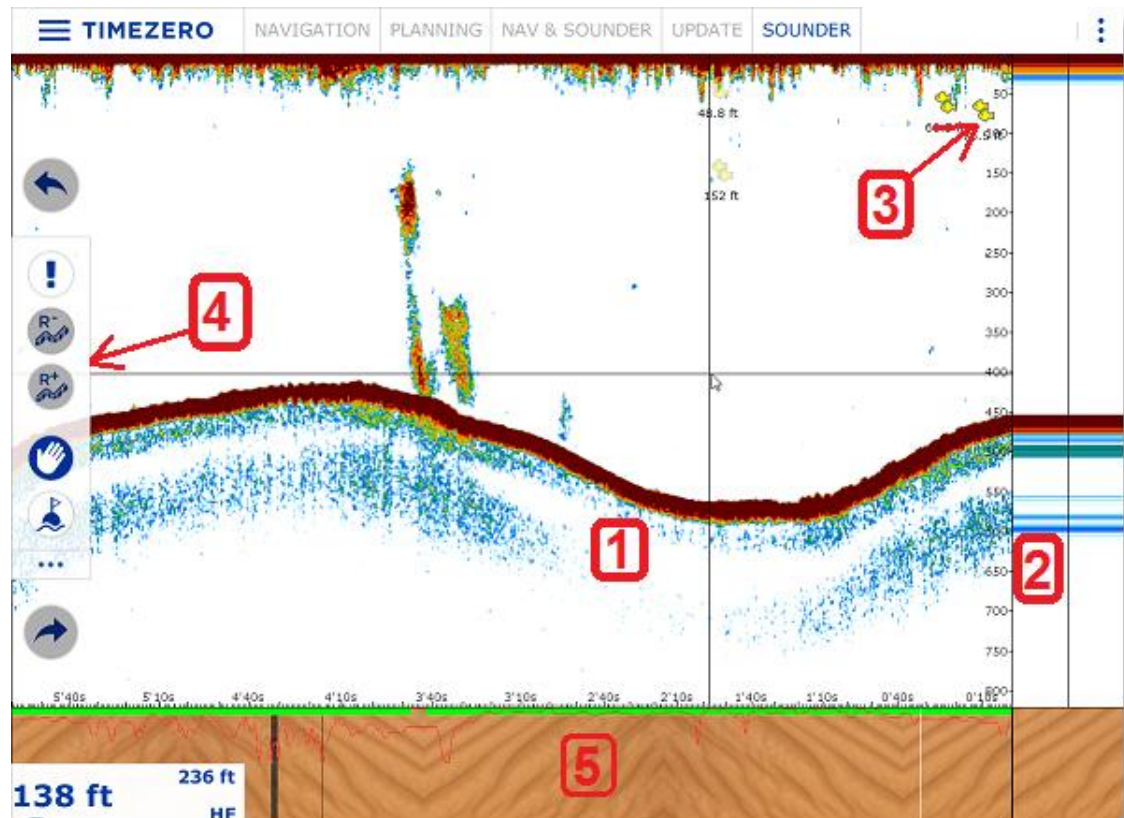 TIMEZERO NAVIGATION PLANNING NAV & SOUNDER UPDATE SOUNDER
50
48.8 ft
3
150
152 ft
200
250
4
R-
300
350
R+
400
450
550
1
2
650
700
750
5'40s 5'10s 4'40s 4'10s 3'40s 3'10s 2'40s 2'10s 1'40s 1'10s 0'40s 0'10s
5
236 ft
138 ft
HF